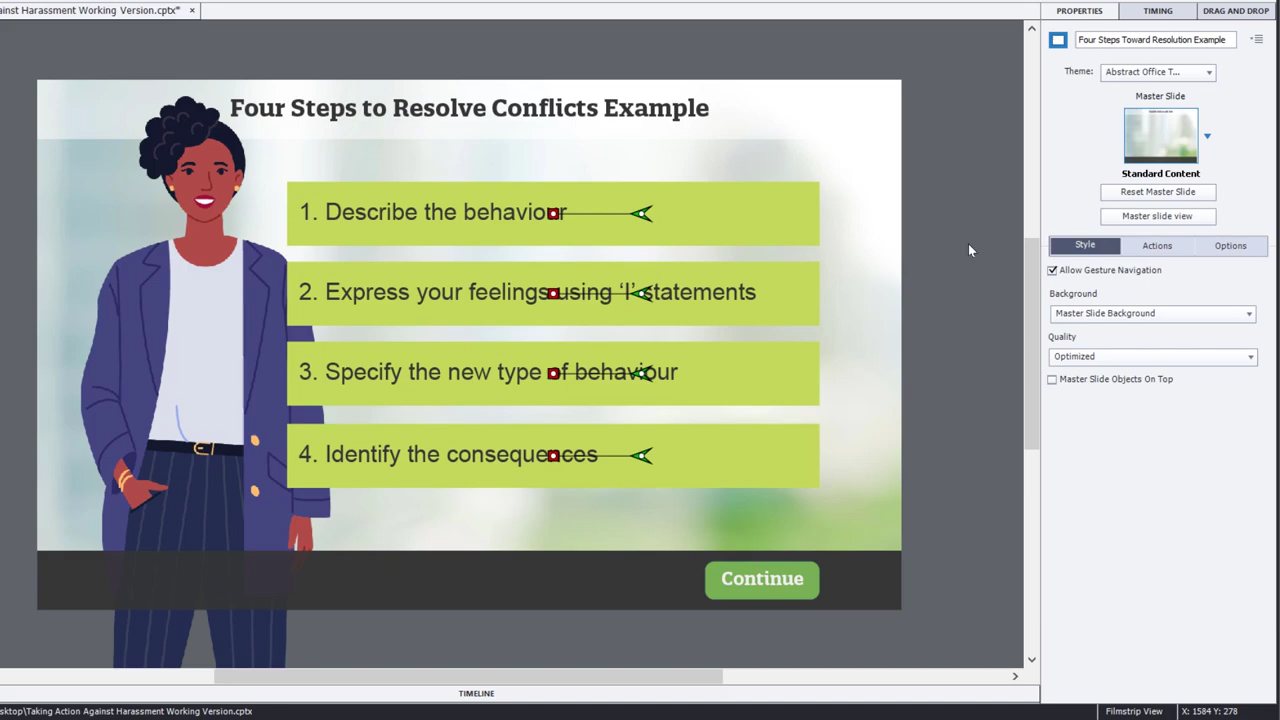 ainst Harassment Working Version.cptx* ×
PROPERTIES TIMING DRAG AND DROP
Four Steps Toward Resolution Example
Theme: Abstract Office T...
Master Slide
Standard Content
Reset Master Slide
Master slide view
Style Actions Options
Allow Gesture Navigation
Background
Master Slide Background
Quality
Optimized
Master Slide Objects On Top
Four Steps to Resolve Conflicts Example
1. Describe the behaviour
2. Express your feelings using ‘I’ statements
3. Specify the new type of behaviour
4. Identify the consequences
Continue
TIMELINE
sktop\Taking Action Against Harassment Working Version.cptx
Filmstrip View X: 1584 Y: 278